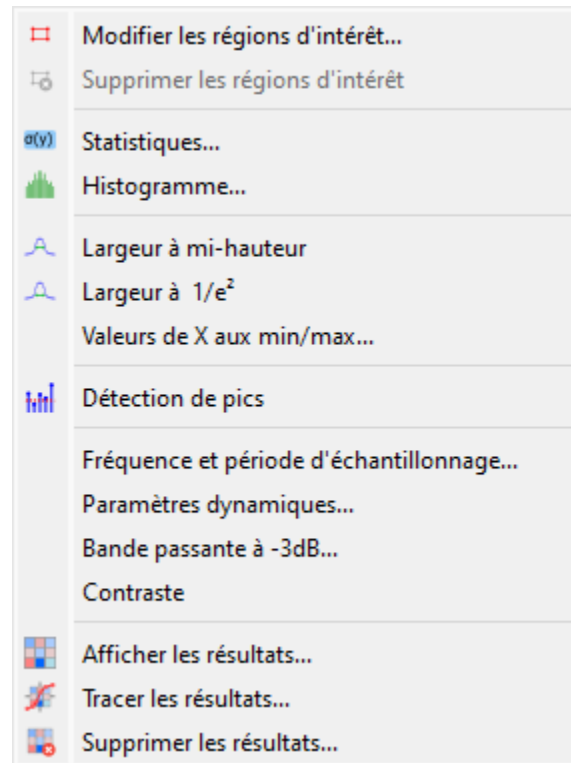 Modifier les régions d'intérêt...
Supprimer les régions d'intérêt
σ(y) Statistiques...
Histogramme...
Largeur à mi-hauteur
Largeur à 1/e²
Valeurs de X aux min/max...
Détection de pics
Fréquence et période d'échantillonnage...
Paramètres dynamiques...
Bande passante à -3dB...
Contraste
Afficher les résultats...
Tracer les résultats...
Supprimer les résultats...